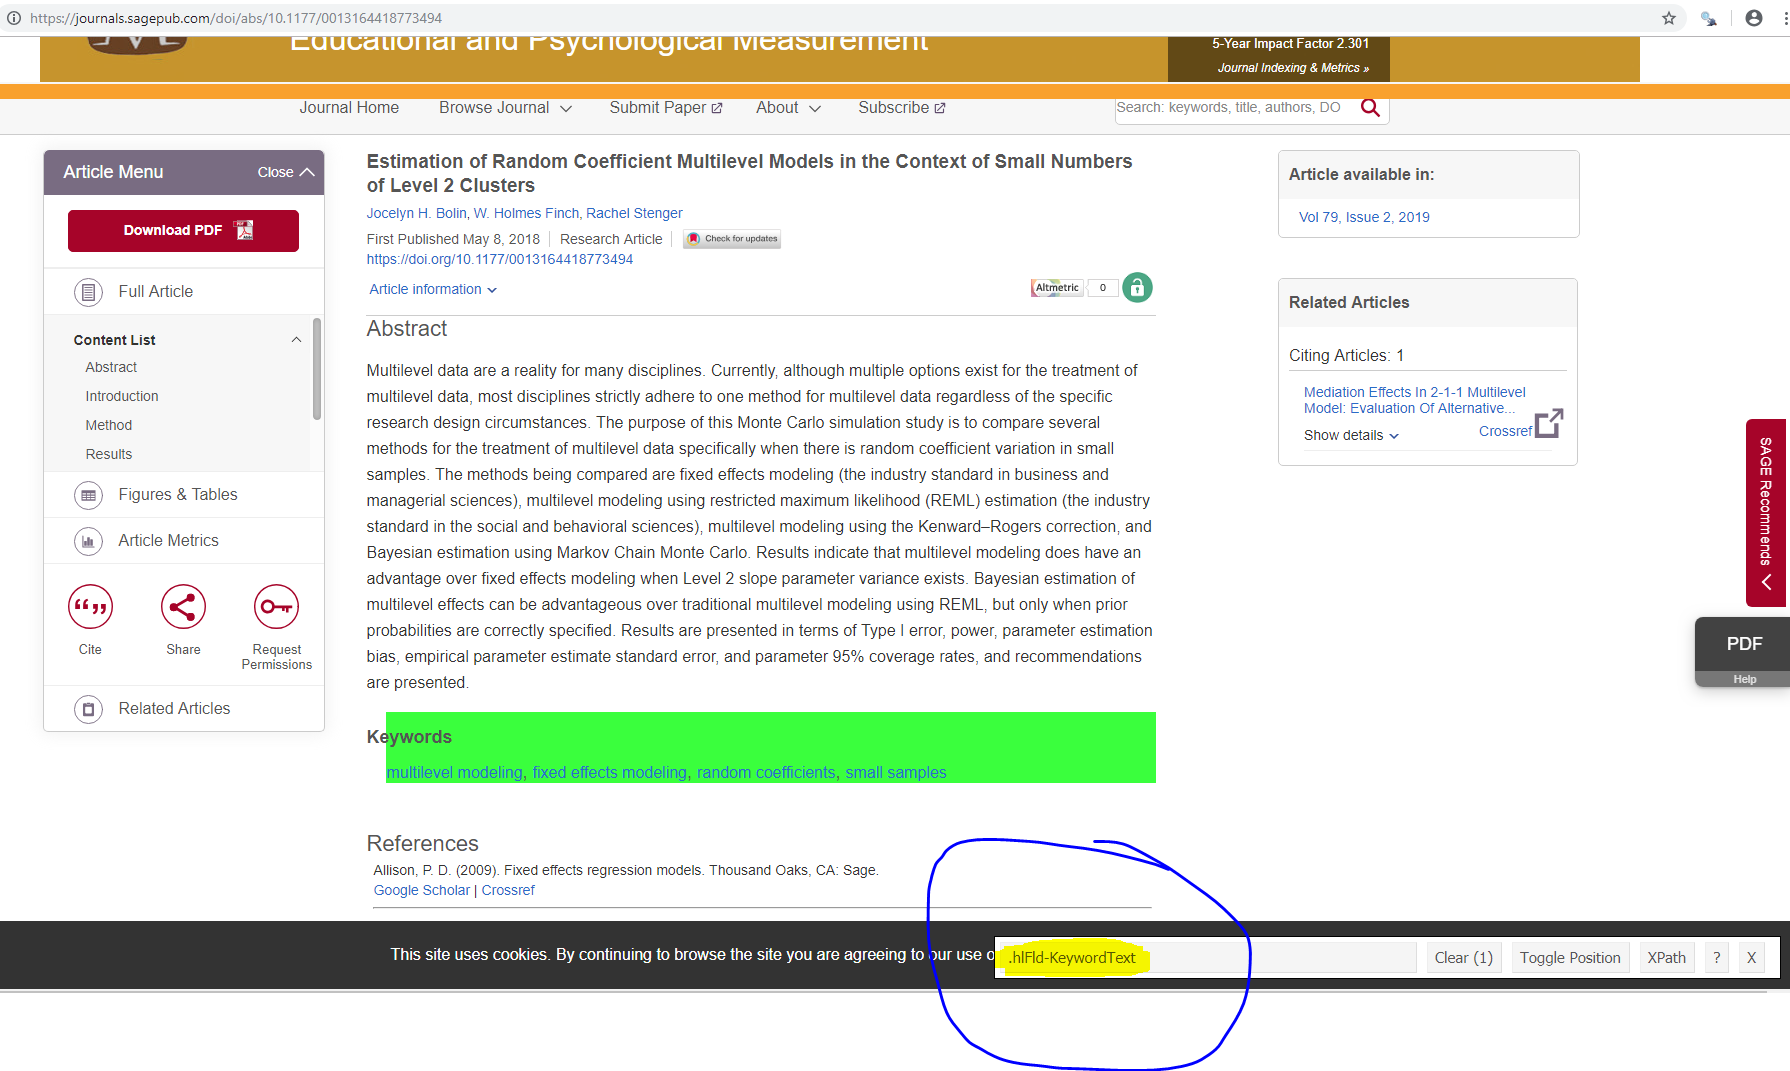 https://journals.sagepub.com/doi/abs/10.1177/0013164418773494
Educational and Psychological Measurement
5-Year Impact Factor 2.301
Journal Indexing & Metrics »
Journal Home
Browse Journal
Submit Paper
About
Subscribe
Search: keywords, title, authors, DO
Article Menu
Close
Download PDF
Full Article
Content List
Abstract
Introduction
Method
Results
Figures & Tables
Article Metrics
Cite
Share
Request
Permissions
Related Articles
Estimation of Random Coefficient Multilevel Models in the Context of Small Numbers
of Level 2 Clusters
Jocelyn H. Bolin, W. Holmes Finch, Rachel Stenger
First Published May 8, 2018
Research Article
Check for updates
https://doi.org/10.1177/0013164418773494
Article information
Altmetric
0
Abstract
Multilevel data are a reality for many disciplines. Currently, although multiple options exist for the treatment of
multilevel data, most disciplines strictly adhere to one method for multilevel data regardless of the specific
research design circumstances. The purpose of this Monte Carlo simulation study is to compare several
methods for the treatment of multilevel data specifically when there is random coefficient variation in small
samples. The methods being compared are fixed effects modeling (the industry standard in business and
managerial sciences), multilevel modeling using restricted maximum likelihood (REML) estimation (the industry
standard in the social and behavioral sciences), multilevel modeling using the Kenward–Rogers correction, and
Bayesian estimation using Markov Chain Monte Carlo. Results indicate that multilevel modeling does have an
advantage over fixed effects modeling when Level 2 slope parameter variance exists. Bayesian estimation of
multilevel effects can be advantageous over traditional multilevel modeling using REML, but only when prior
probabilities are correctly specified. Results are presented in terms of Type I error, power, parameter estimation
bias, empirical parameter estimate standard error, and parameter 95% coverage rates, and recommendations
are presented.
Keywords
multilevel modeling, fixed effects modeling, random coefficients, small samples
References
Allison, P. D. (2009). Fixed effects regression models. Thousand Oaks, CA: Sage.
Google Scholar | Crossref
Article available in:
Vol 79, Issue 2, 2019
Related Articles
Citing Articles: 1
Mediation Effects In 2-1-1 Multilevel
Model: Evaluation Of Alternative...
Show details
Crossref
SAGE Recommends
PDF
Help
This site uses cookies. By continuing to browse the site you are agreeing to our use o
.hlFld-KeywordText
Clear (1)
Toggle Position
XPath
?
X